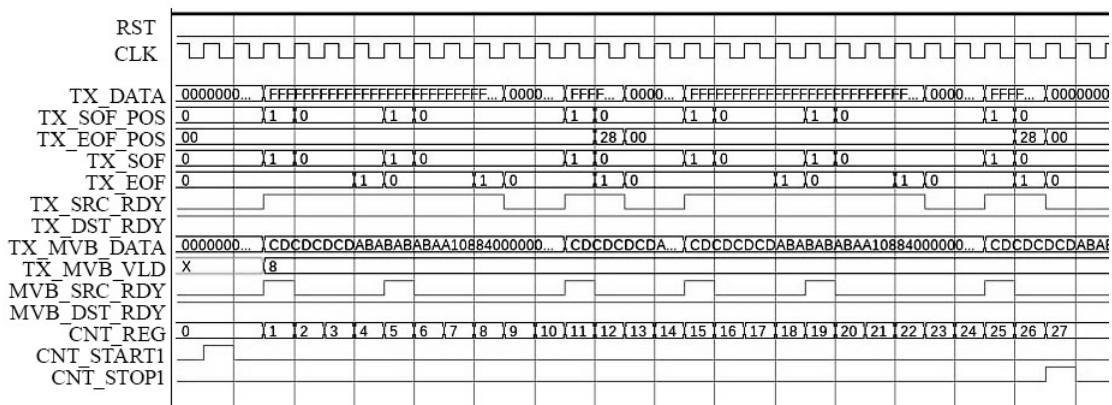 RST
CLK
TX_DATA 0000000... FFFFFFFFFFFFFFFFFFFFFFFFFF... 0000... FFFF... 0000... FFFFFFFFFFFFFFFFFFFFFFFFFF... 0000... FFFF... 0000000
TX_SOF_POS 0 1 0 1 0 1 0 1 0 1 0 1 0
TX_EOF_POS 00 28 00 28 00
TX_SOF 0 1 0 1 0 1 0 1 0 1 0 1 0
TX_EOF 0 1 0 1 0 1 0 1 0 1 0 1 0
TX_SRC_RDY
TX_DST_RDY
TX_MVB_DATA 0000000... CDCDCDCDABABABABAA10884000000... CDCDCDCDA... CDCDCDCDABABABABAA10884000000... CDCDCDCDABAB
TX_MVB_VLD X 8
MVB_SRC_RDY
MVB_DST_RDY
CNT_REG 0 1 2 3 4 5 6 7 8 9 10 11 12 13 14 15 16 17 18 19 20 21 22 23 24 25 26 27
CNT_START1
CNT_STOP1